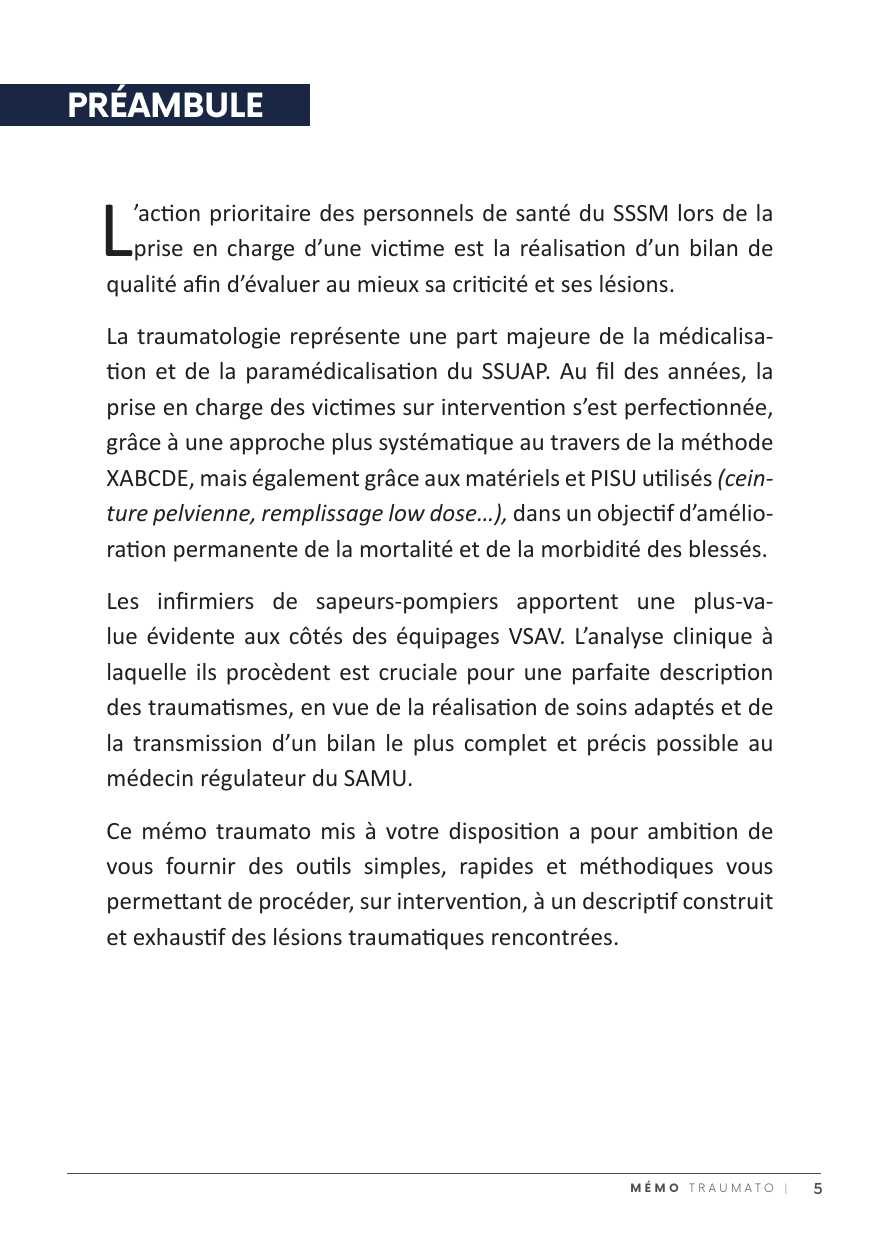 PRÉAMBULE
L’action prioritaire des personnels de santé du SSSM lors de la
prise en charge d’une victime est la réalisation d’un bilan de
qualité afin d’évaluer au mieux sa criticité et ses lésions.
La traumatologie représente une part majeure de la médicalisa-
tion et de la paramédicalisation du SSUAP. Au fil des années, la
prise en charge des victimes sur intervention s’est perfectionnée,
grâce à une approche plus systématique au travers de la méthode
XABCDE, mais également grâce aux matériels et PISU utilisés (cein-
ture pelvienne, remplissage low dose…), dans un objectif d’amélio-
ration permanente de la mortalité et de la morbidité des blessés.
Les infirmiers de sapeurs-pompiers apportent une plus-va-
lue évidente aux côtés des équipages VSAV. L’analyse clinique à
laquelle ils procèdent est cruciale pour une parfaite description
des traumatismes, en vue de la réalisation de soins adaptés et de
la transmission d’un bilan le plus complet et précis possible au
médecin régulateur du SAMU.
Ce mémo traumato mis à votre disposition a pour ambition de
vous fournir des outils simples, rapides et méthodiques vous
permettant de procéder, sur intervention, à un descriptif construit
et exhaustif des lésions traumatiques rencontrées.
MÉMO TRAUMATO | 5